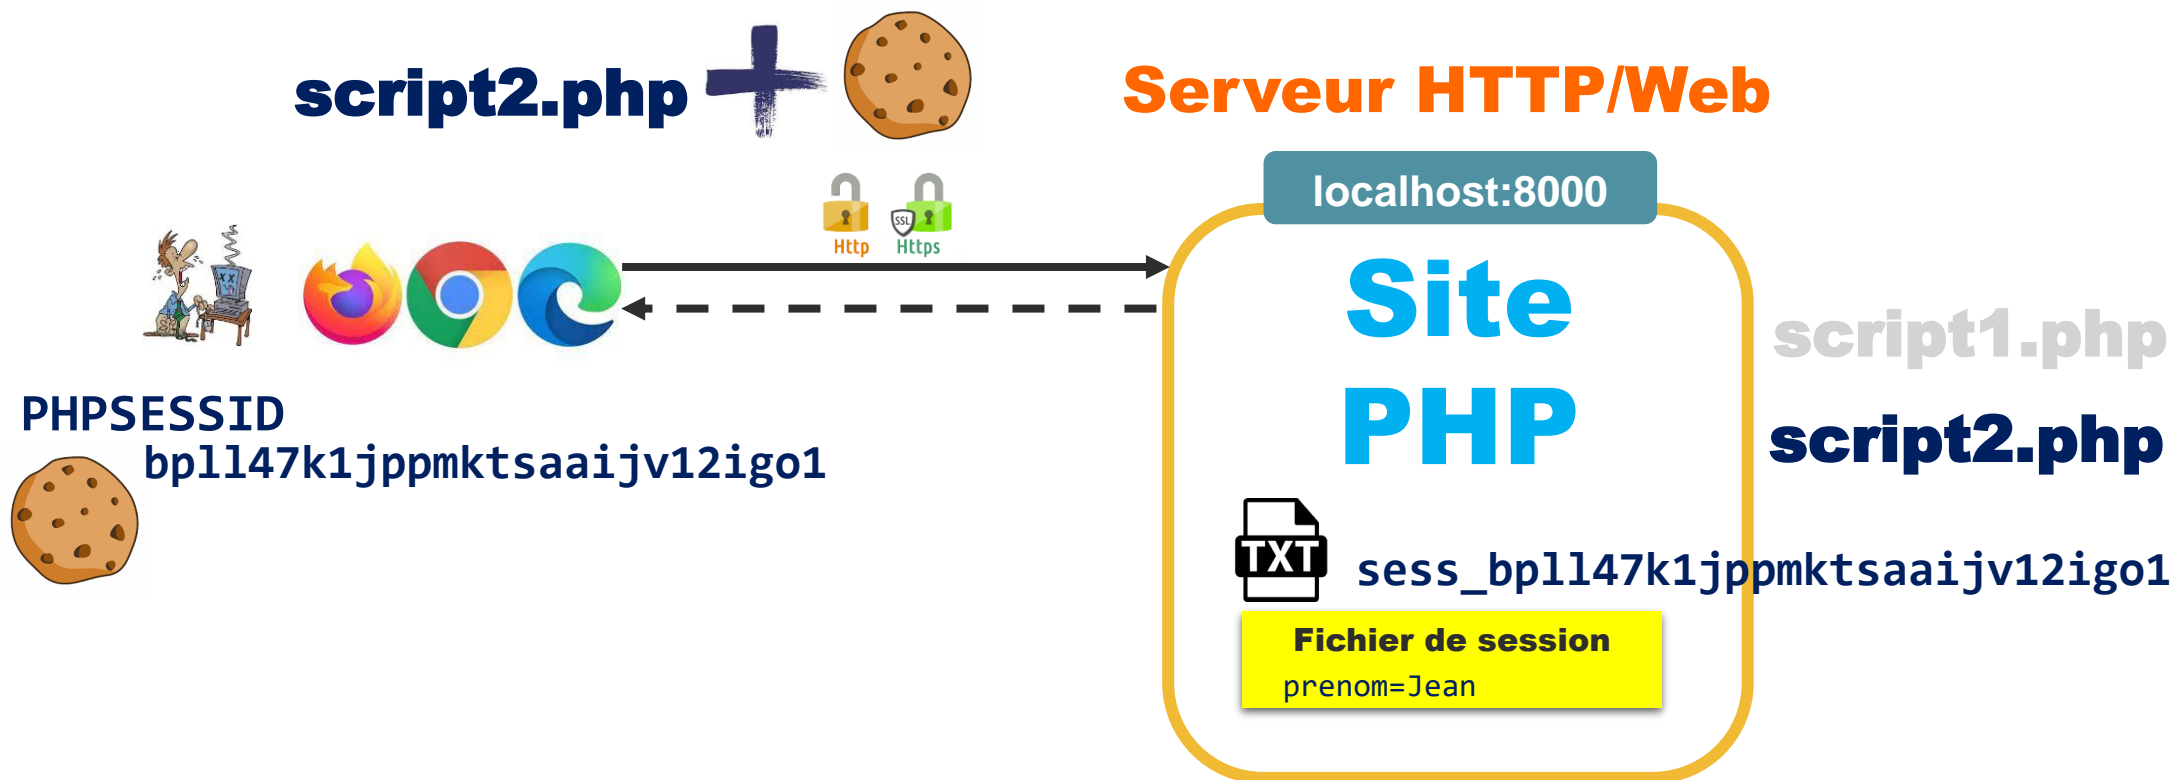 script2.php
Serveur HTTP/Web
localhost:8000
Http
SSL
Https
Site
PHP
script1.php
script2.php
PHPSESSID
bpll47k1jppmktsaaijv12igo1
TXT
sess_bpll47k1jppmktsaaijv12igo1
Fichier de session
prenom=Jean